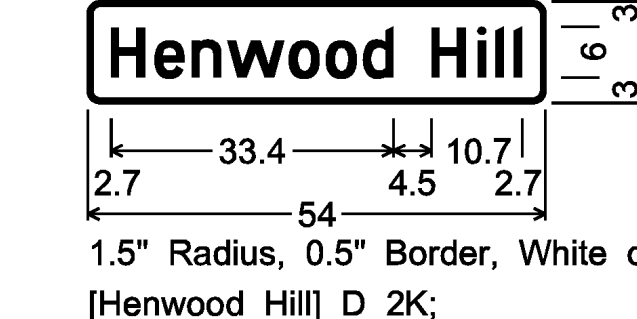 Henwood Hill
3
6
3
33.4 10.7
2.7 4.5 2.7
54
1.5" Radius, 0.5" Border, White
[Henwood Hill] D 2K;